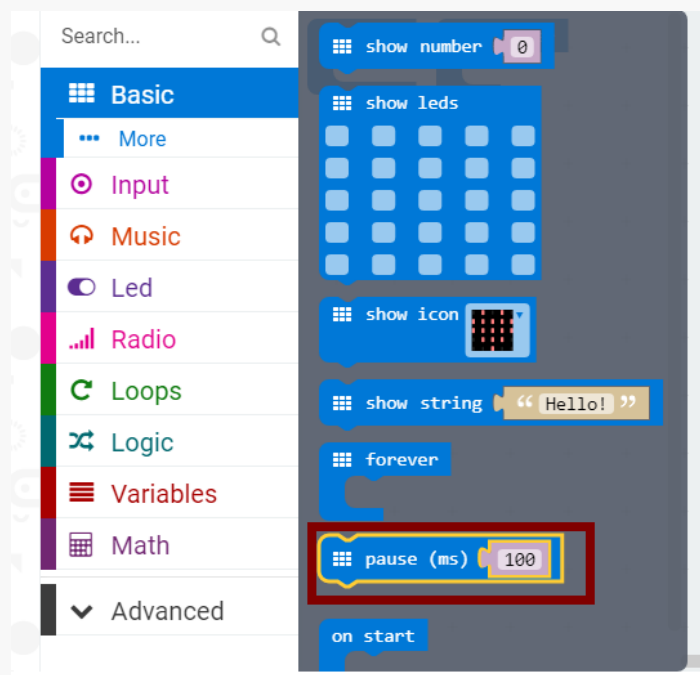 Search...
Basic
More
Input
Music
Led
Radio
Loops
Logic
Variables
Math
Advanced
show number 0
show leds
show icon
show string “ Hello! ”
forever
pause (ms) 100
on start